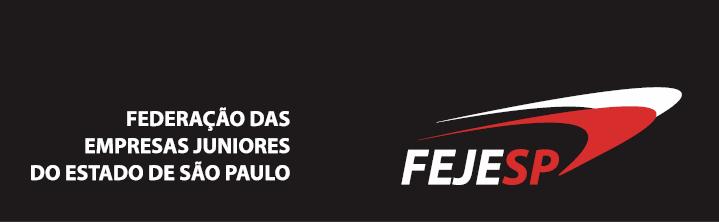 FEDERAÇÃO DAS
EMPRESAS JUNIORES
DO ESTADO DE SÃO PAULO
FEJESP